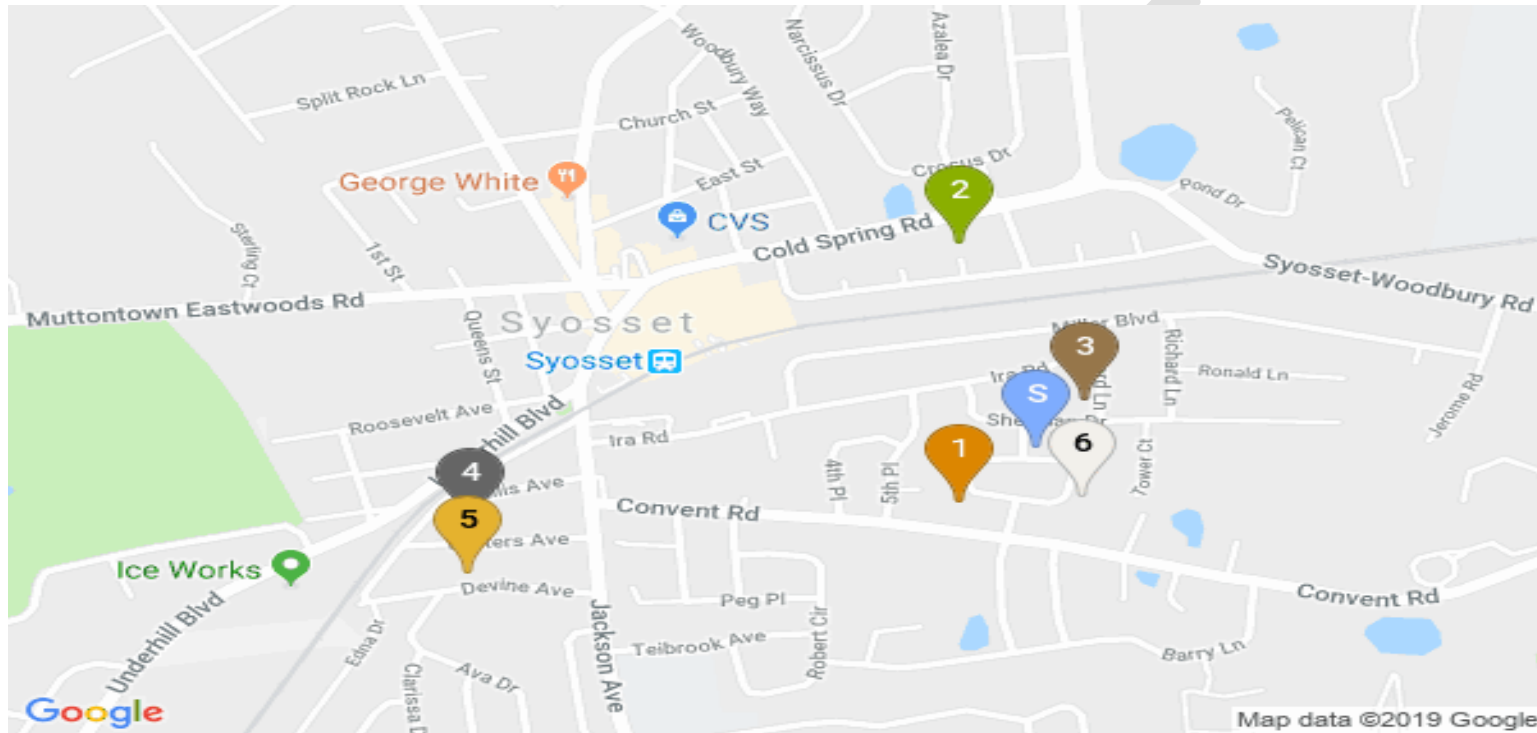 Split Rock Ln
Woodbury Way
Narcissus Dr
Azalea Dr
Church St
Pelican Ct
Crocus Dr
George White
East St
2
Pond Dr
CVS
Cold Spring Rd
Sterling Ct
1st St
Syosset-Woodbury Rd
Muttontown Eastwoods Rd
Queens St
Syosset
Miller Blvd
3
Richard Ln
Syosset
Ira Rd
Ronald Ln
S
Jerome Rd
Roosevelt Ave
Underhill Blvd
Ira Rd
1
6
4
4th Pl
5th Pl
Tower Ct
Convent Rd
5
Ice Works
Devine Ave
Peg Pl
Convent Rd
Underhill Blvd
Edna Dr
Jackson Ave
Teibrook Ave
Robert Cir
Barry Ln
Ava Dr
Clarissa D
Google
Map data ©2019 Google